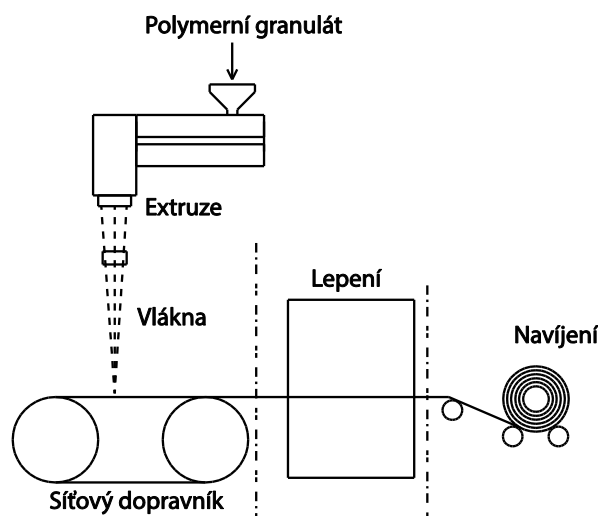 Polymerní granulát
Extruze
Lepení
Vlákna
Navíjení
Síťový dopravník